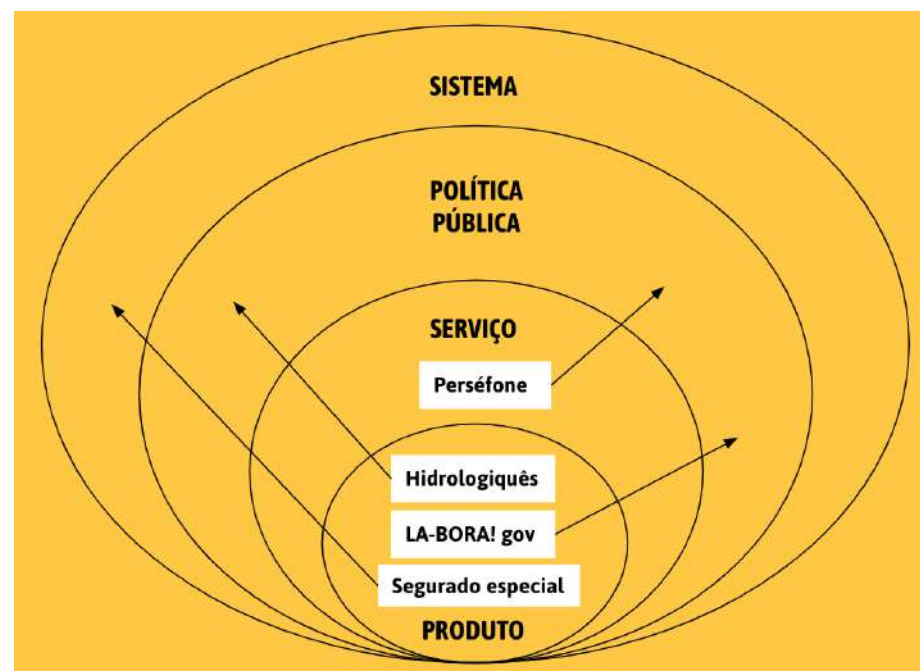 SISTEMA
POLÍTICA
PÚBLICA
SERVIÇO
Perséfone
Hidrologiquês
LA-BORA! gov
Segurado especial
PRODUTO